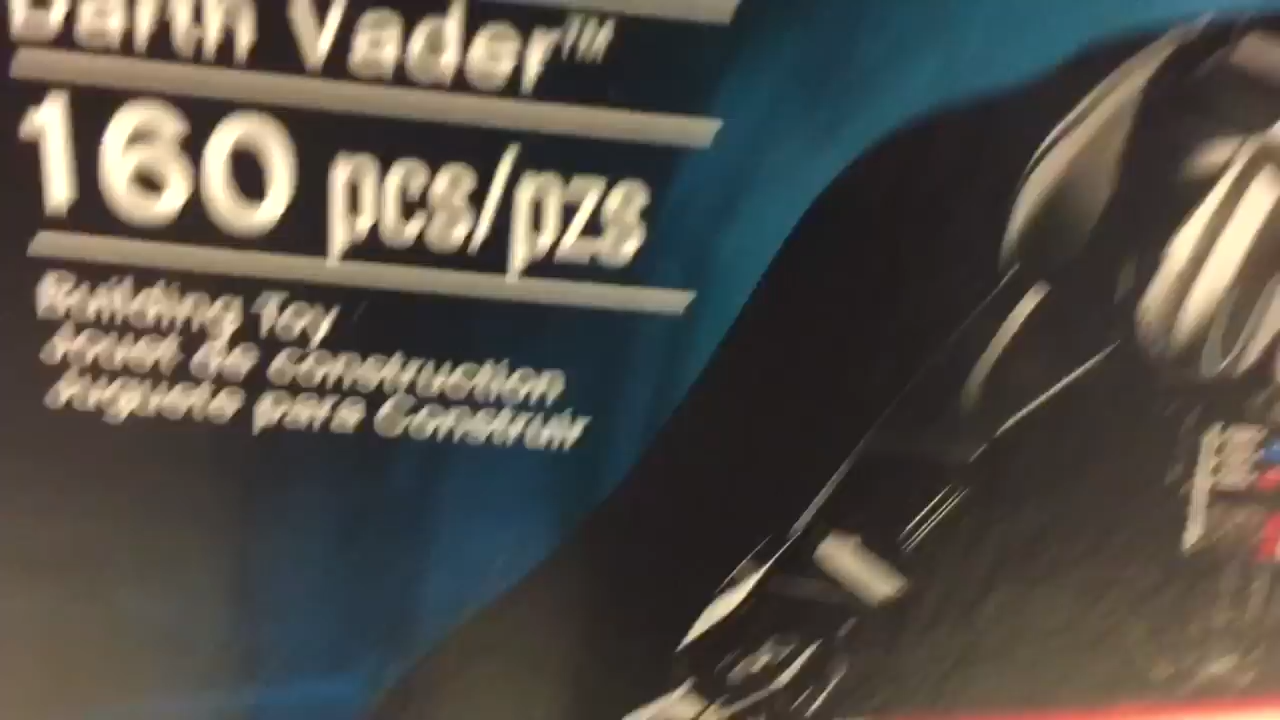 Darth Vader™
160 pcs/pzs
Building Toy
Jouet de construction
Juguete para Construir